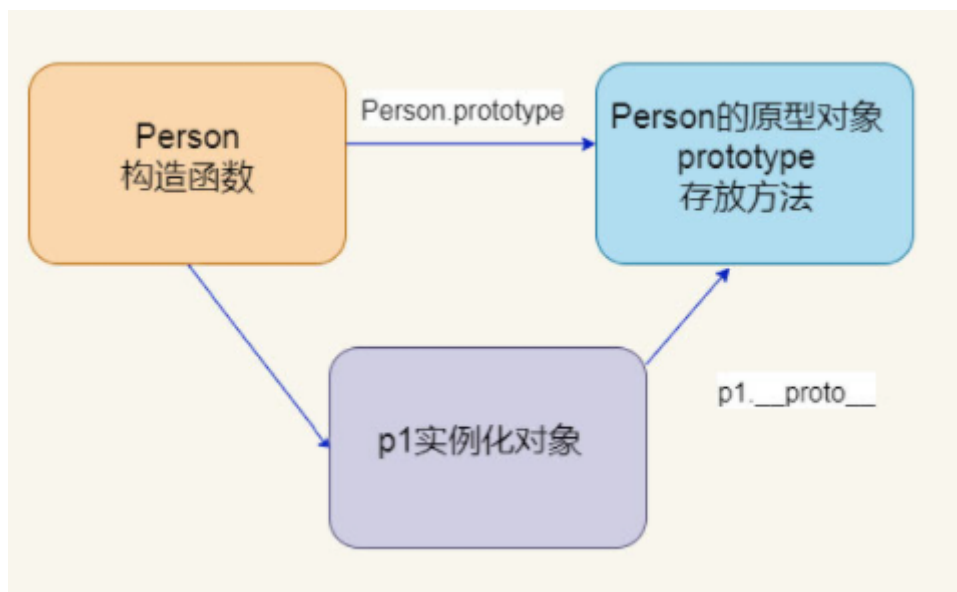 Person
构造函数
Person.prototype
Person的原型对象
prototype
存放方法
p1实例化对象
p1.__proto__